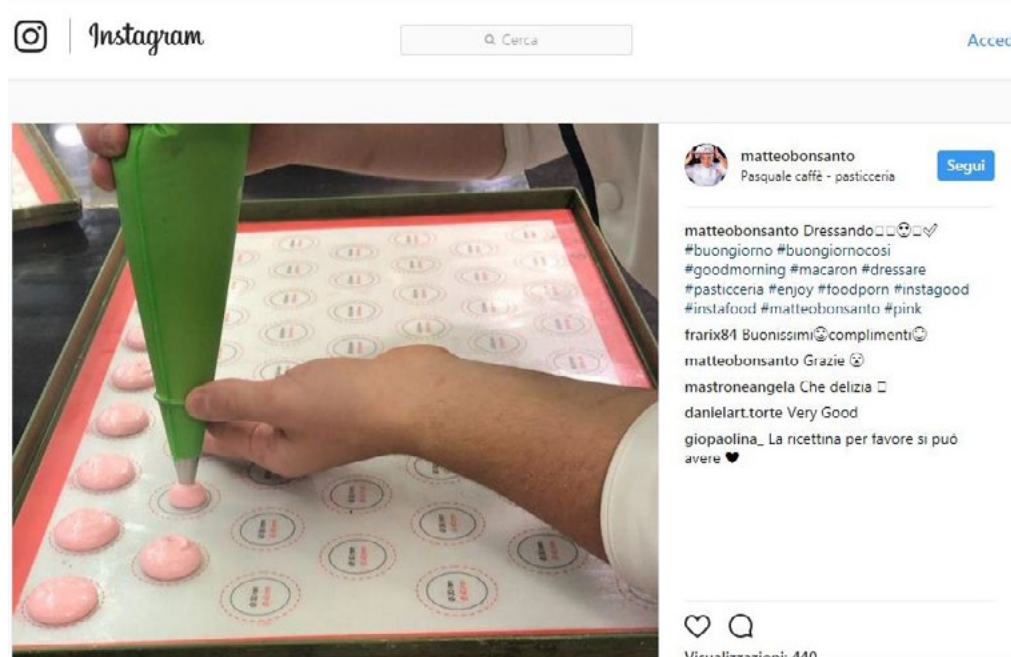 Instagram
Cerca
Acced
matteobonsanto
Pasquale caffè - pasticceria
Segui
matteobonsanto Dressando
#buongiorno #buongiornocosi
#goodmorning #macaron #dressare
#pasticceria #enjoy #foodporn #instagood
#instafood #matteobonsanto #pink
frarix84 Buonissimi complimenti
matteobonsanto Grazie
mastroneangela Che delizia
danielart.torte Very Good
giopaolina_ La ricettina per favore si può
avere
Visualizzazioni: 440